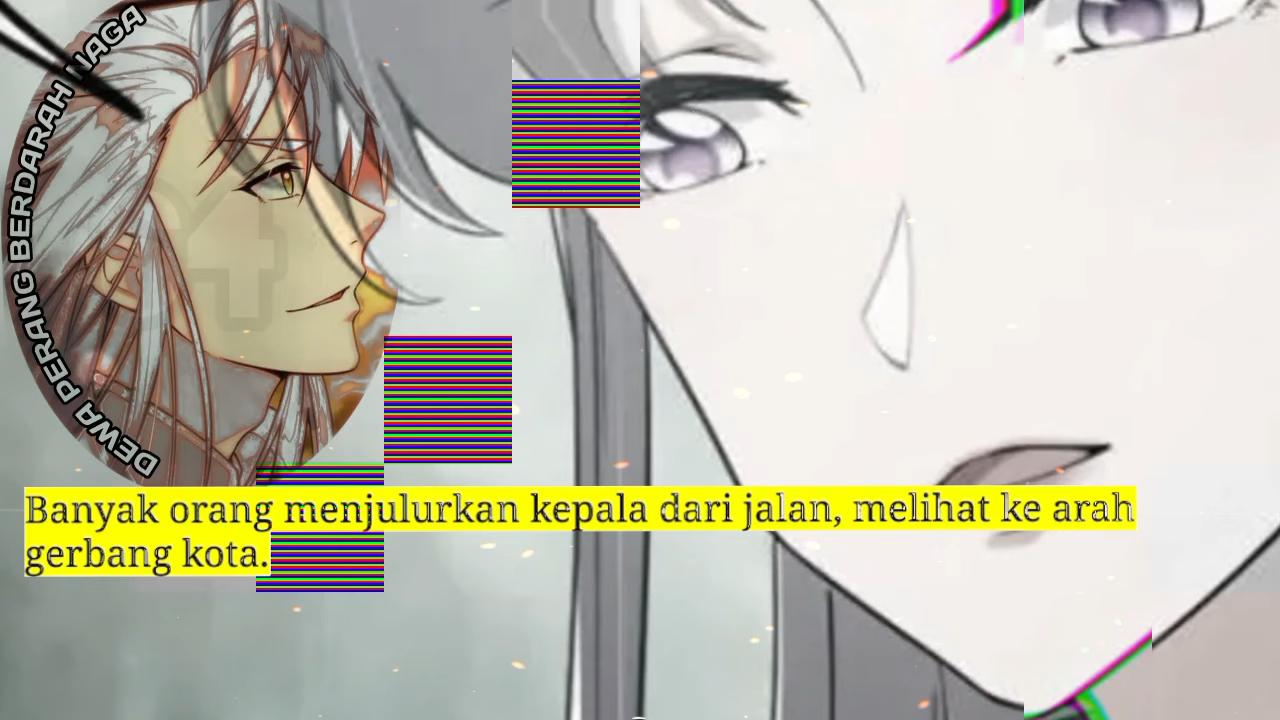 DEWA PERANG BERDARAH NAGA
Banyak orang menjulurkan kepala dari jalan, melihat ke arah
gerbang kota.